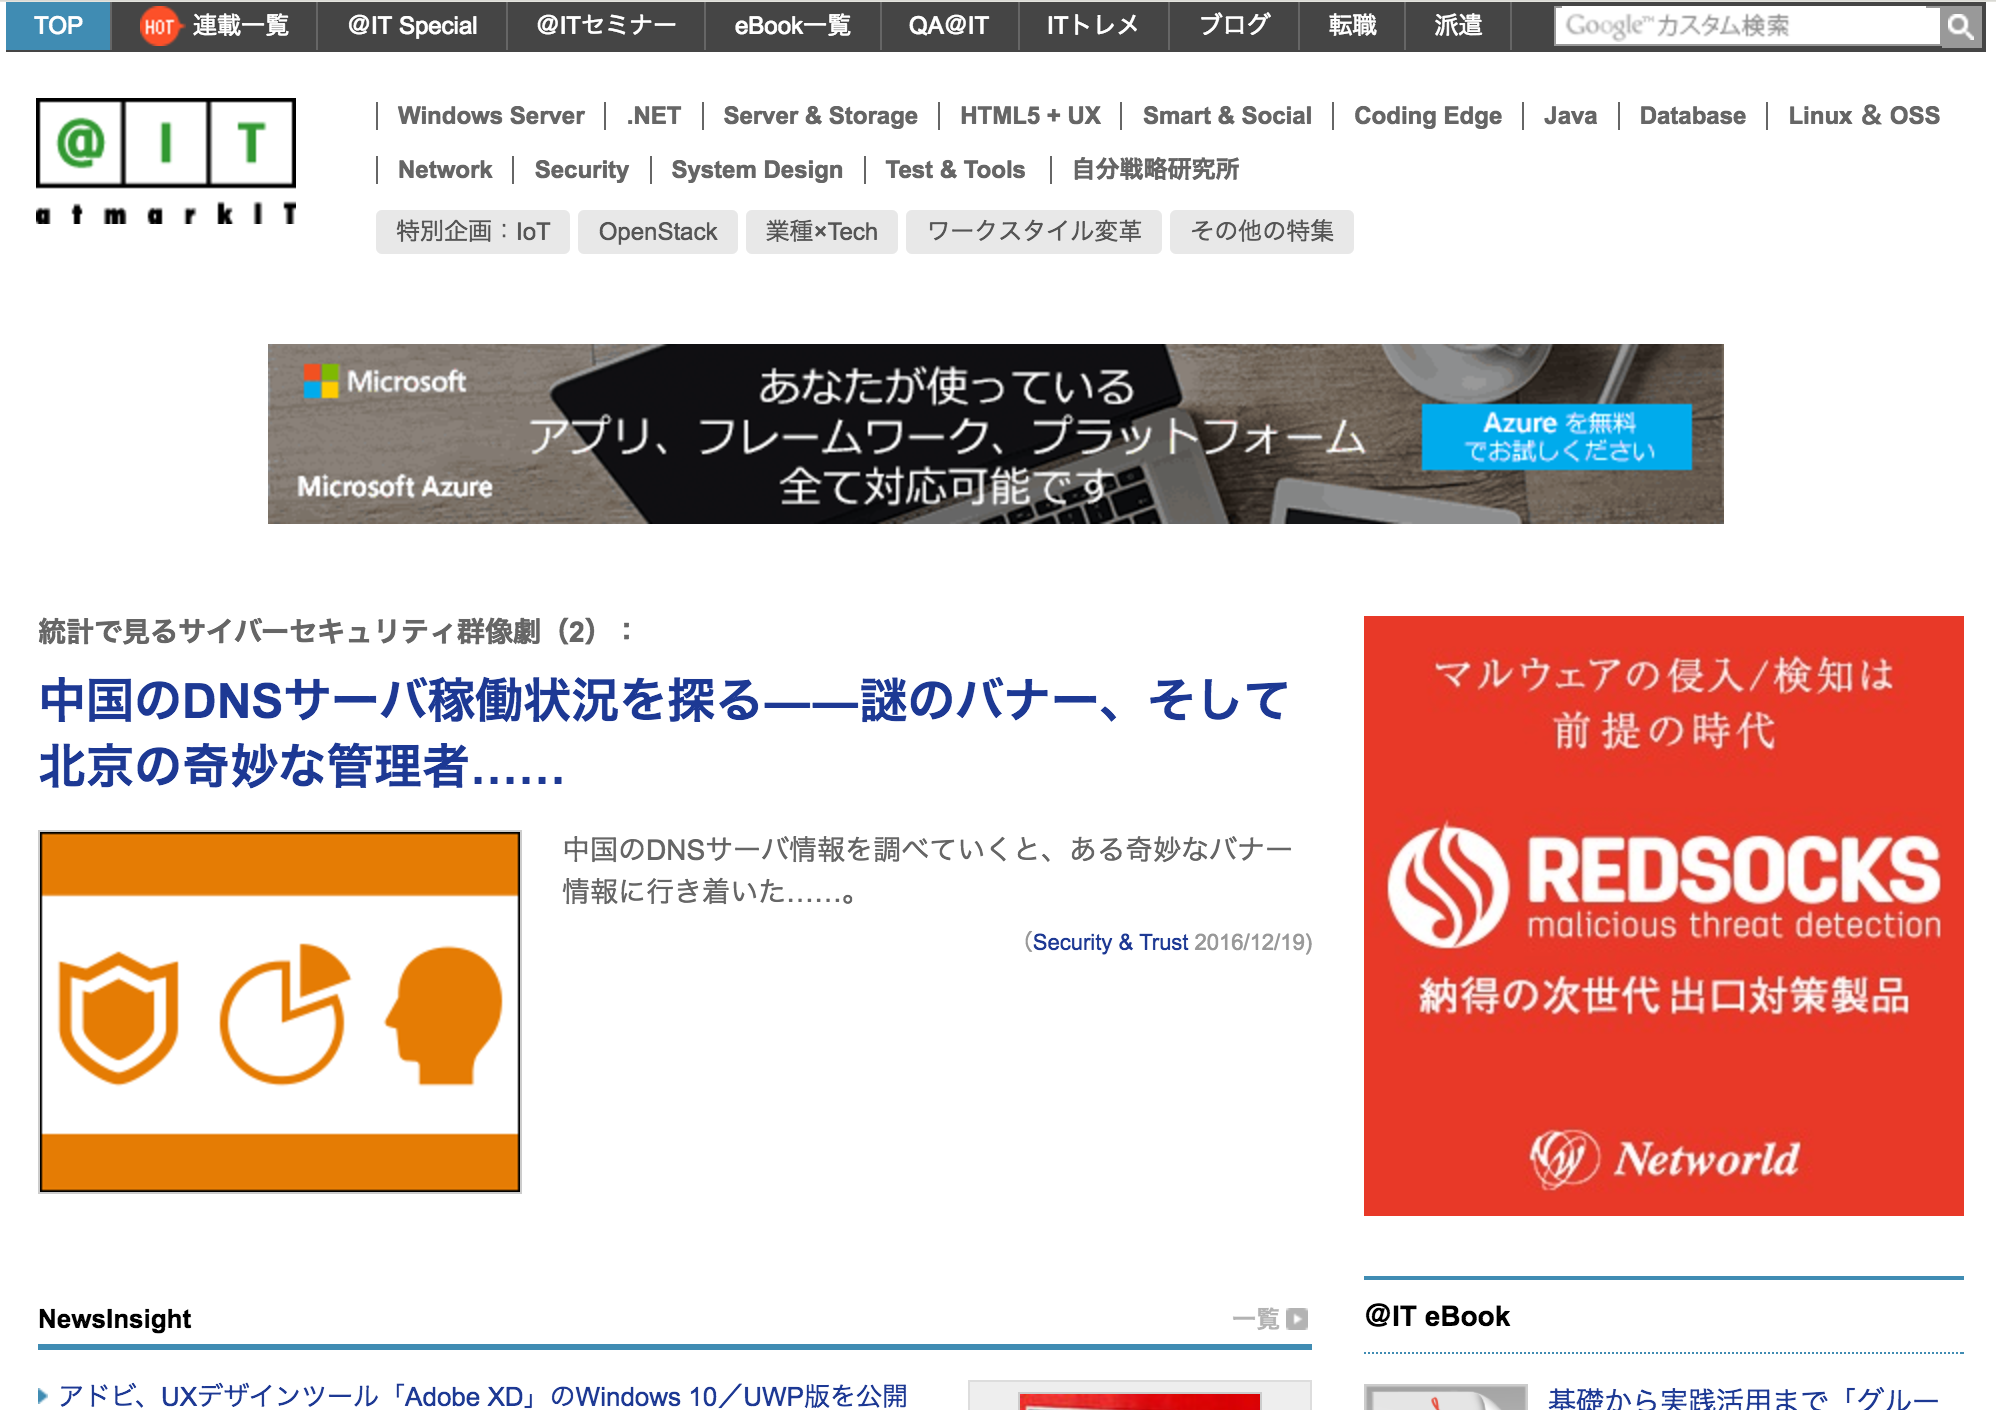 TOP HOT 連載一覧 @IT Special @ITセミナー eBook一覧 QA@IT ITトレメ ブログ 転職 派遣 Google™カスタム検索
@IT
atmarkIT
Windows Server .NET Server & Storage HTML5 + UX Smart & Social Coding Edge Java Database Linux & OSS
Network Security System Design Test & Tools 自分戦略研究所
特別企画：IoT OpenStack 業種×Tech ワークスタイル変革 その他の特集
Microsoft
Microsoft Azure
あなたが使っている
アプリ、フレームワーク、プラットフォーム
全て対応可能です
Azure を無料
でお試しください
統計で見るサイバーセキュリティ群像劇（2）：
中国のDNSサーバ稼働状況を探る――謎のバナー、そして
北京の奇妙な管理者……
中国のDNSサーバ情報を調べていくと、ある奇妙なバナー
情報に行き着いた……。
（Security & Trust 2016/12/19)
マルウェアの侵入/検知は
前提の時代
REDSOCKS
malicious threat detection
納得の次世代出口対策製品
Networld
NewsInsight 一覧
アドビ、UXデザインツール「Adobe XD」のWindows 10／UWP版を公開
@IT eBook
基礎から実践活用まで「グルー